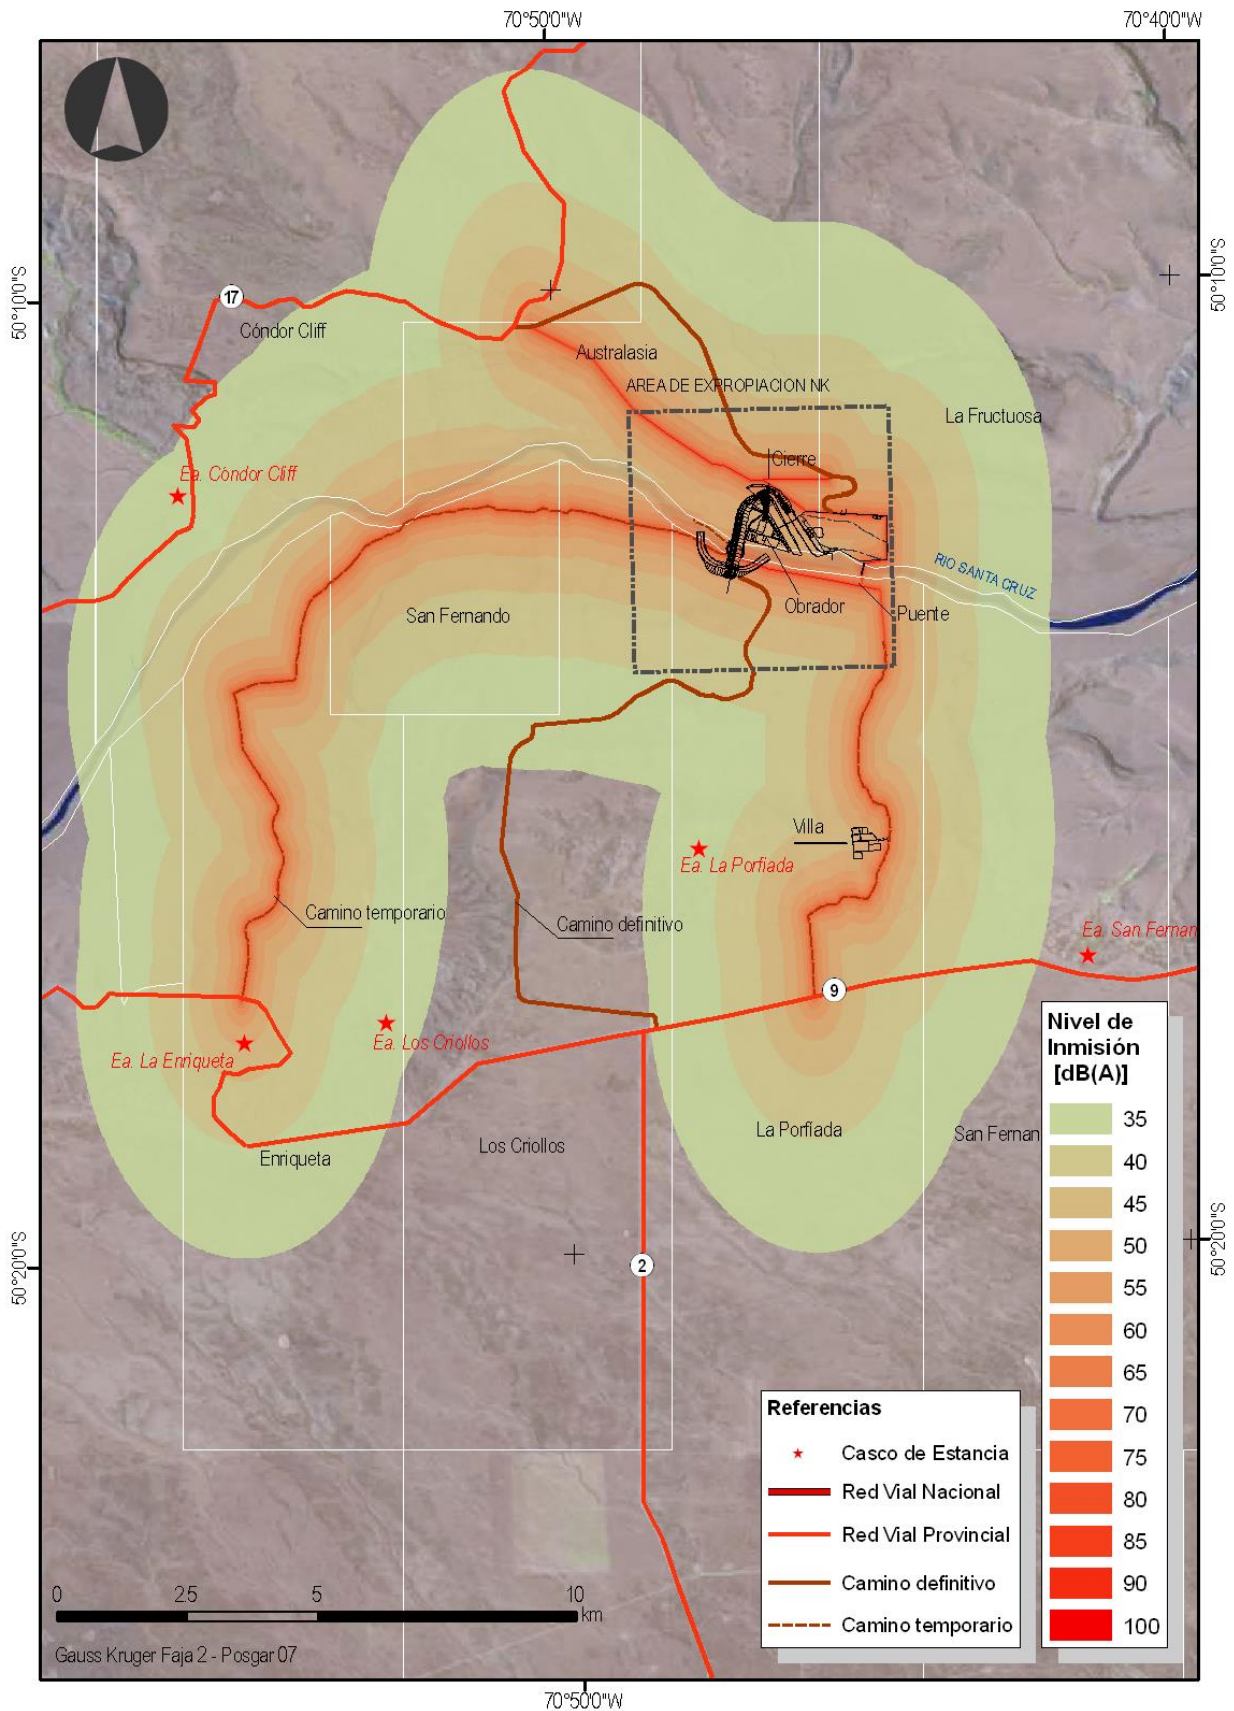 70°50'0"W
70°40'0"W
50°10'0"S
50°10'0"S
17
Cóndor Cliff
Australasia
AREA DE EXPROPIACION NK
La Fructuosa
Ea. Cóndor Cliff
Cierre
RIO SANTA CRUZ
San Fernando
Obrador
Puente
Villa
Ea. La Porfiada
Camino temporario
Camino definitivo
Ea. San Fernan
9
Ea. La Enriqueta
Ea. Los Criollos
Enriqueta
Los Criollos
La Porfíada
San Fernan
50°20'0"S
50°20'0"S
2
Nivel de
Inmisión
[dB(A)]
35
40
45
50
55
60
65
70
75
80
85
90
100
Referencias
Casco de Estancia
Red Vial Nacional
Red Vial Provincial
Camino definitivo
Camino temporario
0 2.5 5 10
km
Gauss Kruger Faja 2 - Posgar 07
70°50'0"W